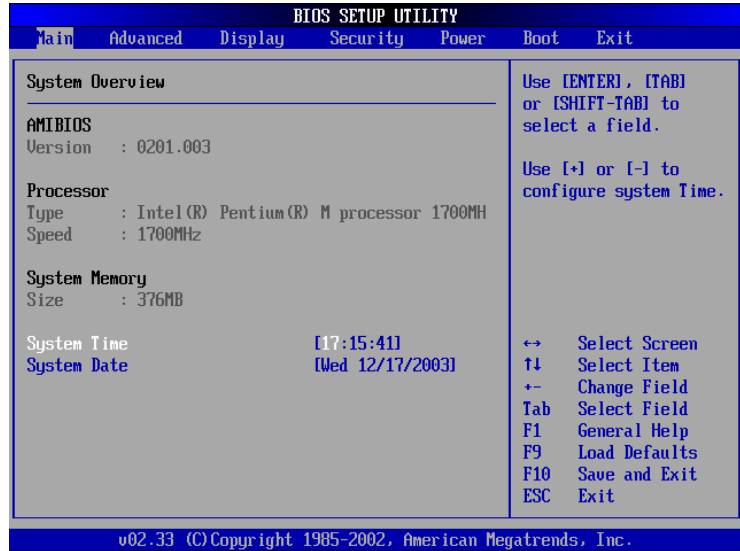 BIOS SETUP UTILITY
Main Advanced Display Security Power Boot Exit
System Overview
AMIBIOS
Version : 0201.003
Processor
Type : Intel(R) Pentium(R) M processor 1700MH
Speed : 1700MHz
System Memory
Size : 376MB
System Time [17:15:41]
System Date [Wed 12/17/2003]
Use [ENTER], [TAB]
or [SHIFT-TAB] to
select a field.
Use [+] or [-] to
configure system Time.
↔ Select Screen
↑↓ Select Item
+- Change Field
Tab Select Field
F1 General Help
F9 Load Defaults
F10 Save and Exit
ESC Exit
v02.33 (C)Copyright 1985-2002, American Megatrends, Inc.